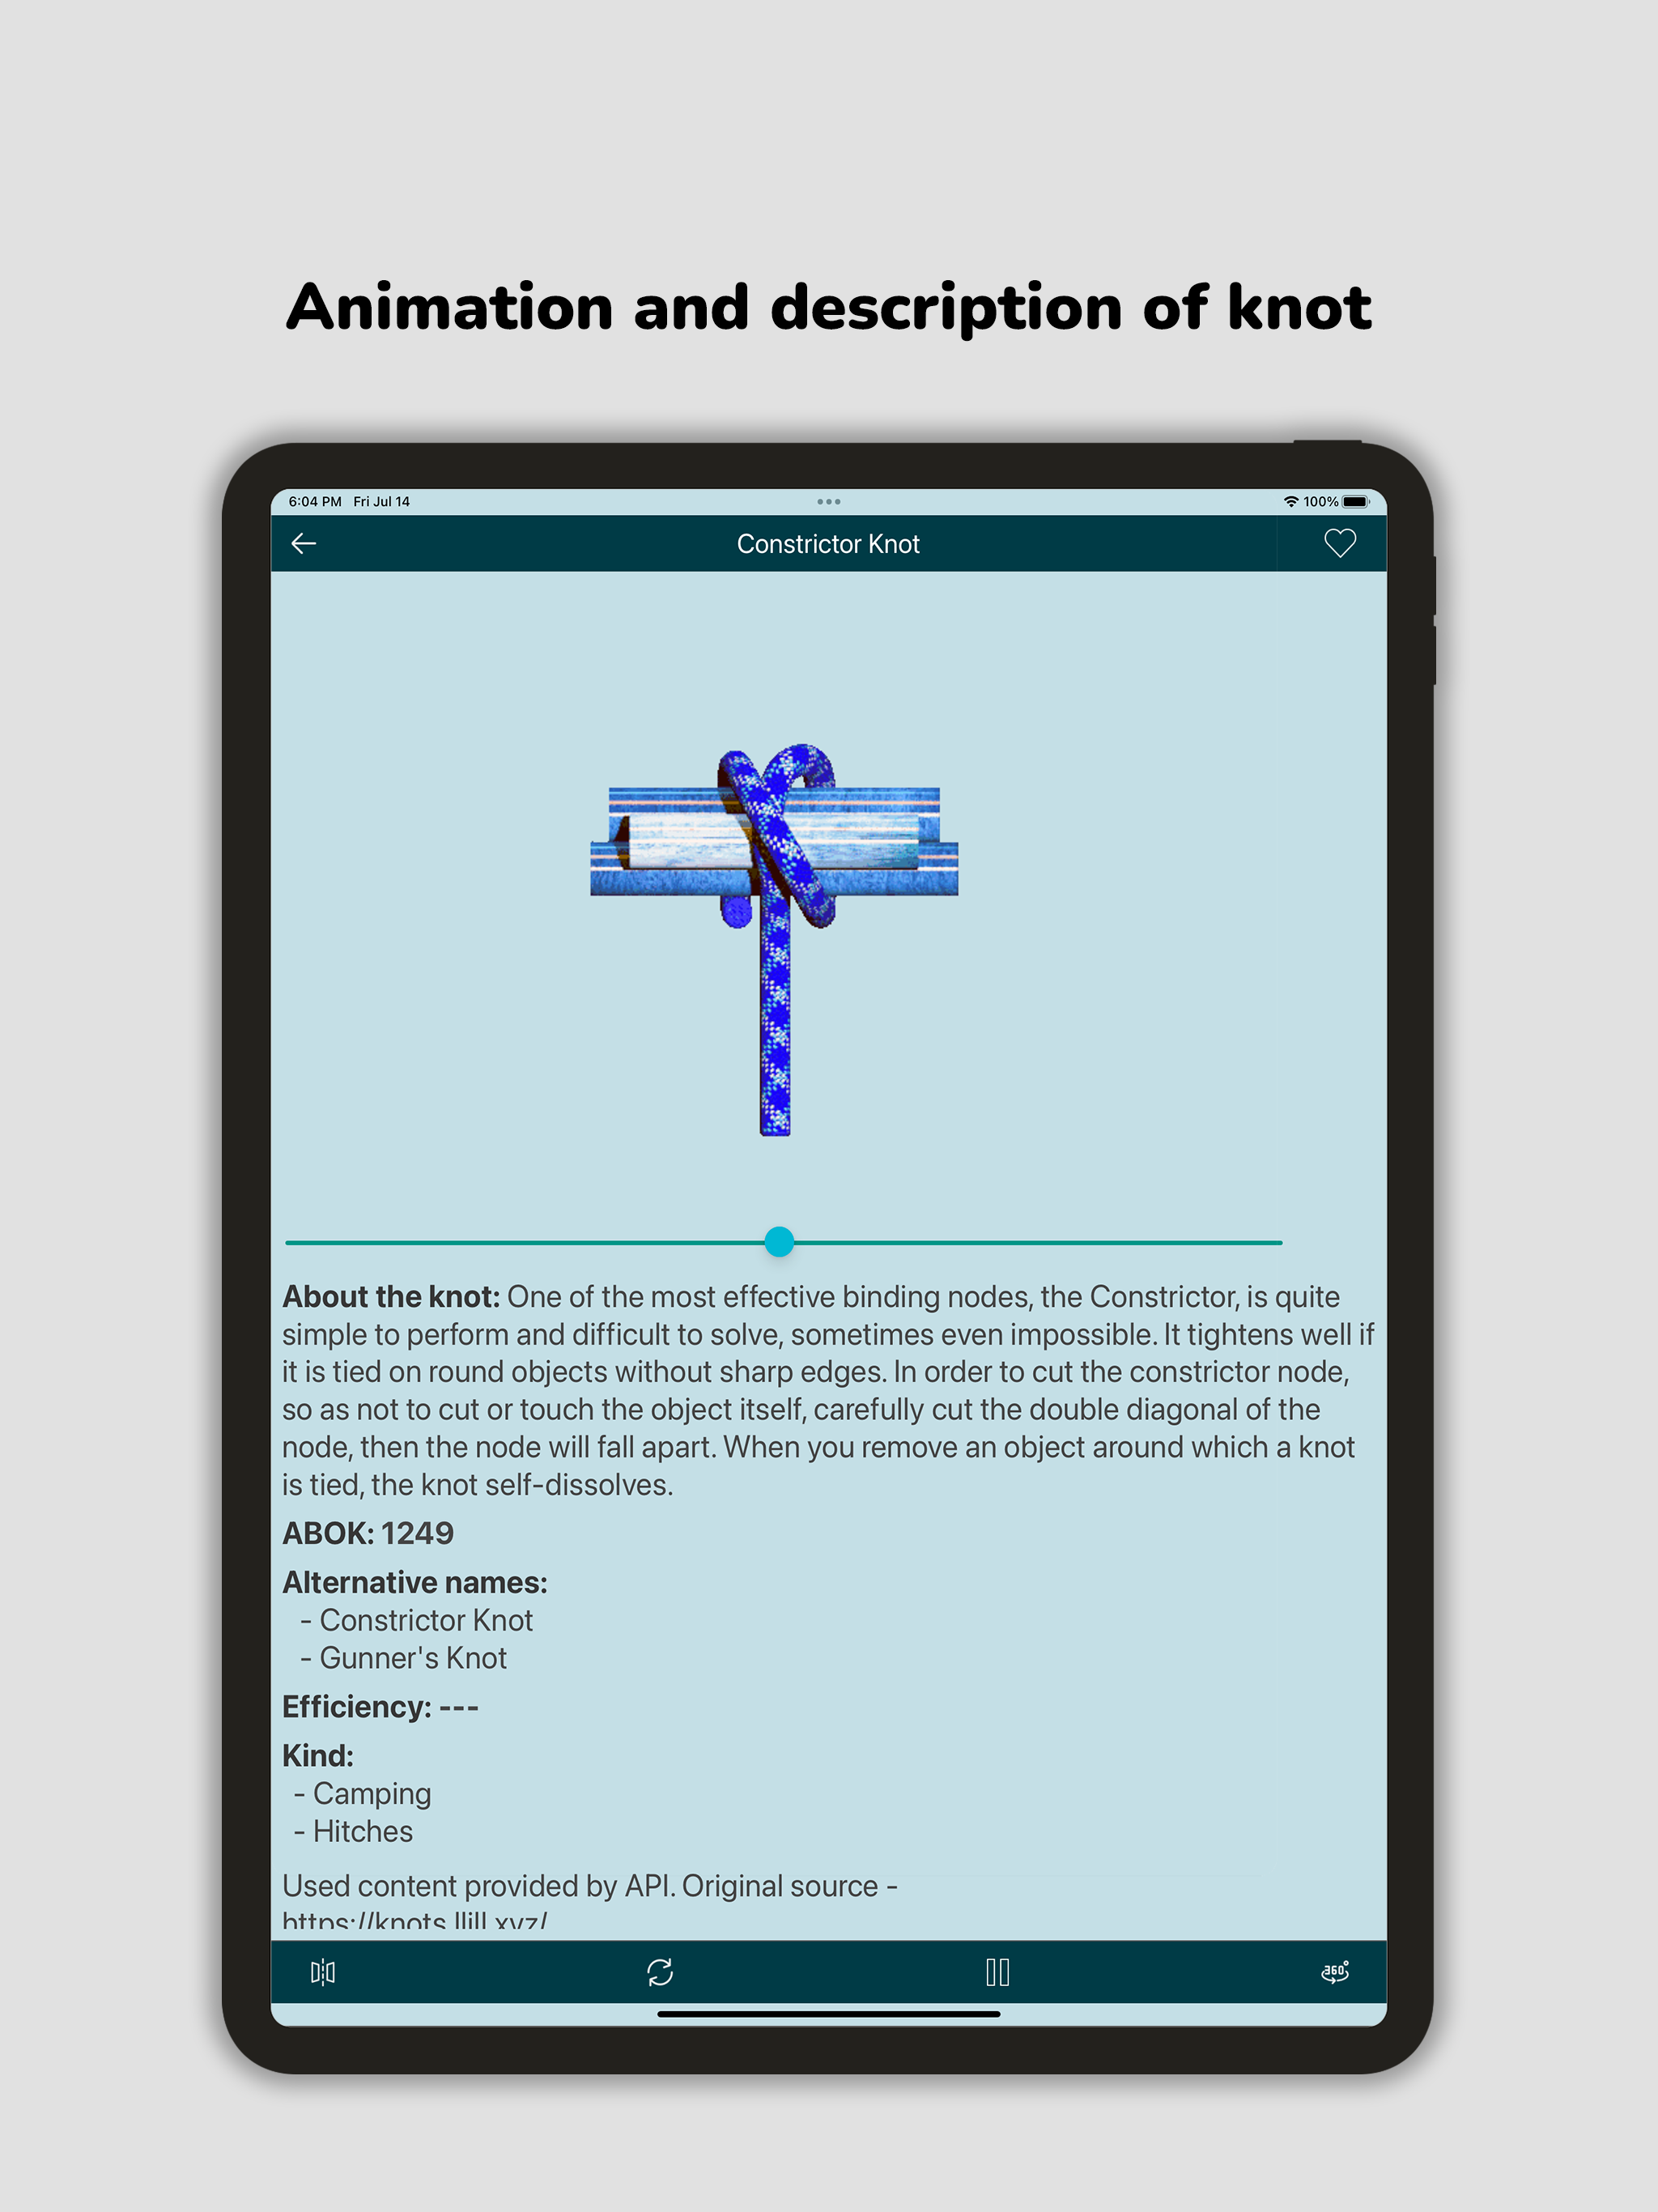 Animation and description of knot
6:04 PM Fri Jul 14
100%
Constrictor Knot
About the knot: One of the most effective binding nodes, the Constrictor, is quite
simple to perform and difficult to solve, sometimes even impossible. It tightens well if
it is tied on round objects without sharp edges. In order to cut the constrictor node,
so as not to cut or touch the object itself, carefully cut the double diagonal of the
node, then the node will fall apart. When you remove an object around which a knot
is tied, the knot self-dissolves.
ABOK: 1249
Alternative names:
- Constrictor Knot
- Gunner's Knot
Efficiency: ---
Kind:
- Camping
- Hitches
Used content provided by API. Original source -
https://knots.llill.xyz/
360°